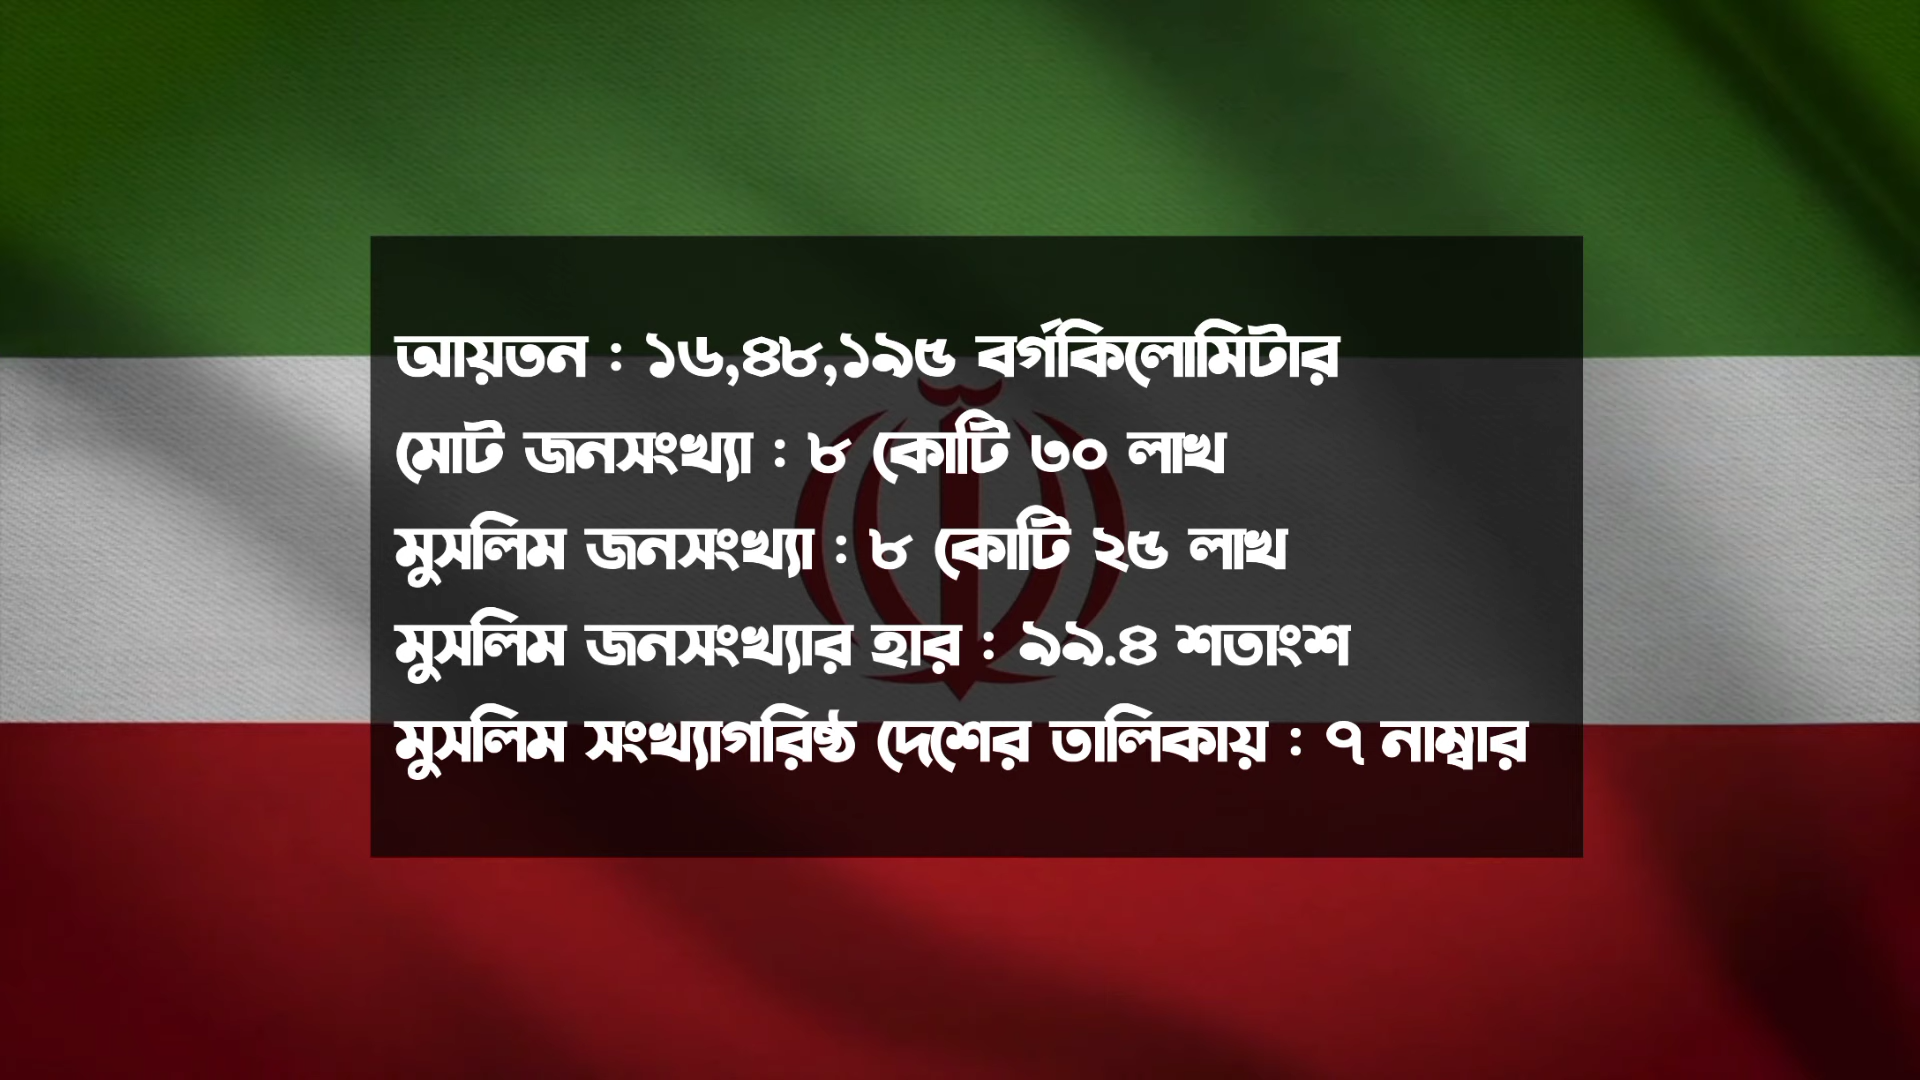 আয়তন : ১৬,৪৮,১৯৫ বর্গকিলোমিটার
মোট জনসংখ্যা : ৮ কোটি ৩০ লাখ
মুসলিম জনসংখ্যা : ৮ কোটি ২৫ লাখ
মুসলিম জনসংখ্যার হার : ৯৯.৪ শতাংশ
মুসলিম সংখ্যাগরিষ্ঠ দেশের তালিকায় : ৭ নাম্বার